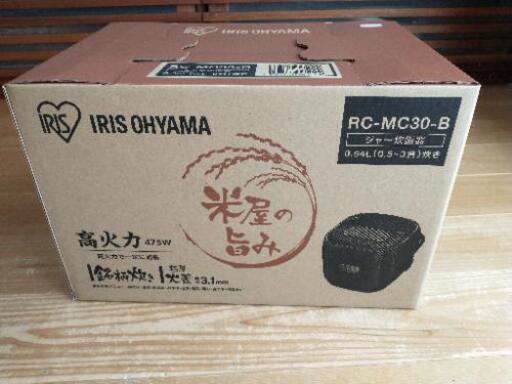 IRIS
IRIS OHYAMA
RC-MC30-B
ジャー炊飯器
0.54L(0.5~3合)炊き
米屋の
旨み
高火力 475W
銘柄炊き
極厚
火釜
3.1mm